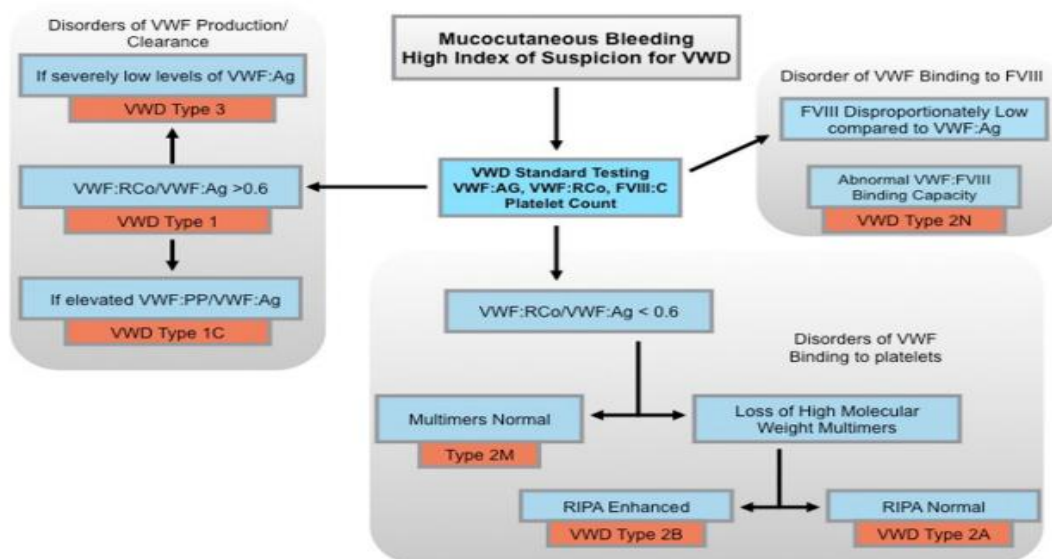 Disorders of VWF Production/
Clearance
If severely low levels of VWF:Ag
VWD Type 3
VWF:RCo/VWF:Ag >0.6
VWD Type 1
If elevated VWF:PP/VWF:Ag
VWD Type 1C
Mucocutaneous Bleeding
High Index of Suspicion for VWD
VWD Standard Testing
VWF:AG, VWF:RCo, FVIII:C
Platelet Count
Disorder of VWF Binding to FVIII
FVIII Disproportionately Low
compared to VWF:Ag
Abnormal VWF:FVIII
Binding Capacity
VWD Type 2N
VWF:RCo/VWF:Ag < 0.6
Disorders of VWF
Binding to platelets
Multimers Normal
Type 2M
Loss of High Molecular
Weight Multimers
RIPA Enhanced
VWD Type 2B
RIPA Normal
VWD Type 2A